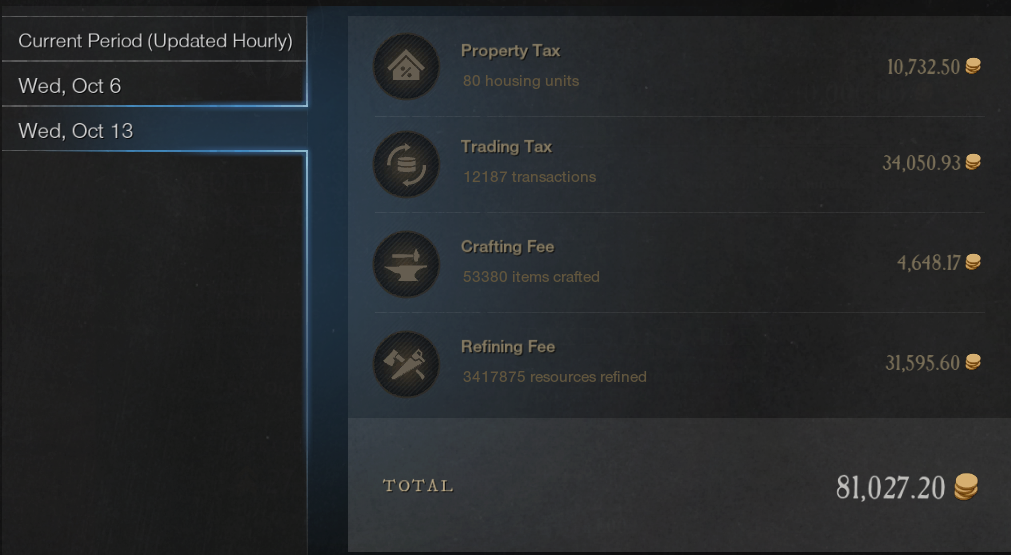 Current Period (Updated Hourly)
Wed, Oct 6
Wed, Oct 13
Property Tax
80 housing units
10,732.50
Trading Tax
12187 transactions
34,050.93
Crafting Fee
53380 items crafted
4,648.17
Refining Fee
3417875 resources refined
31,595.60
TOTAL
81,027.20